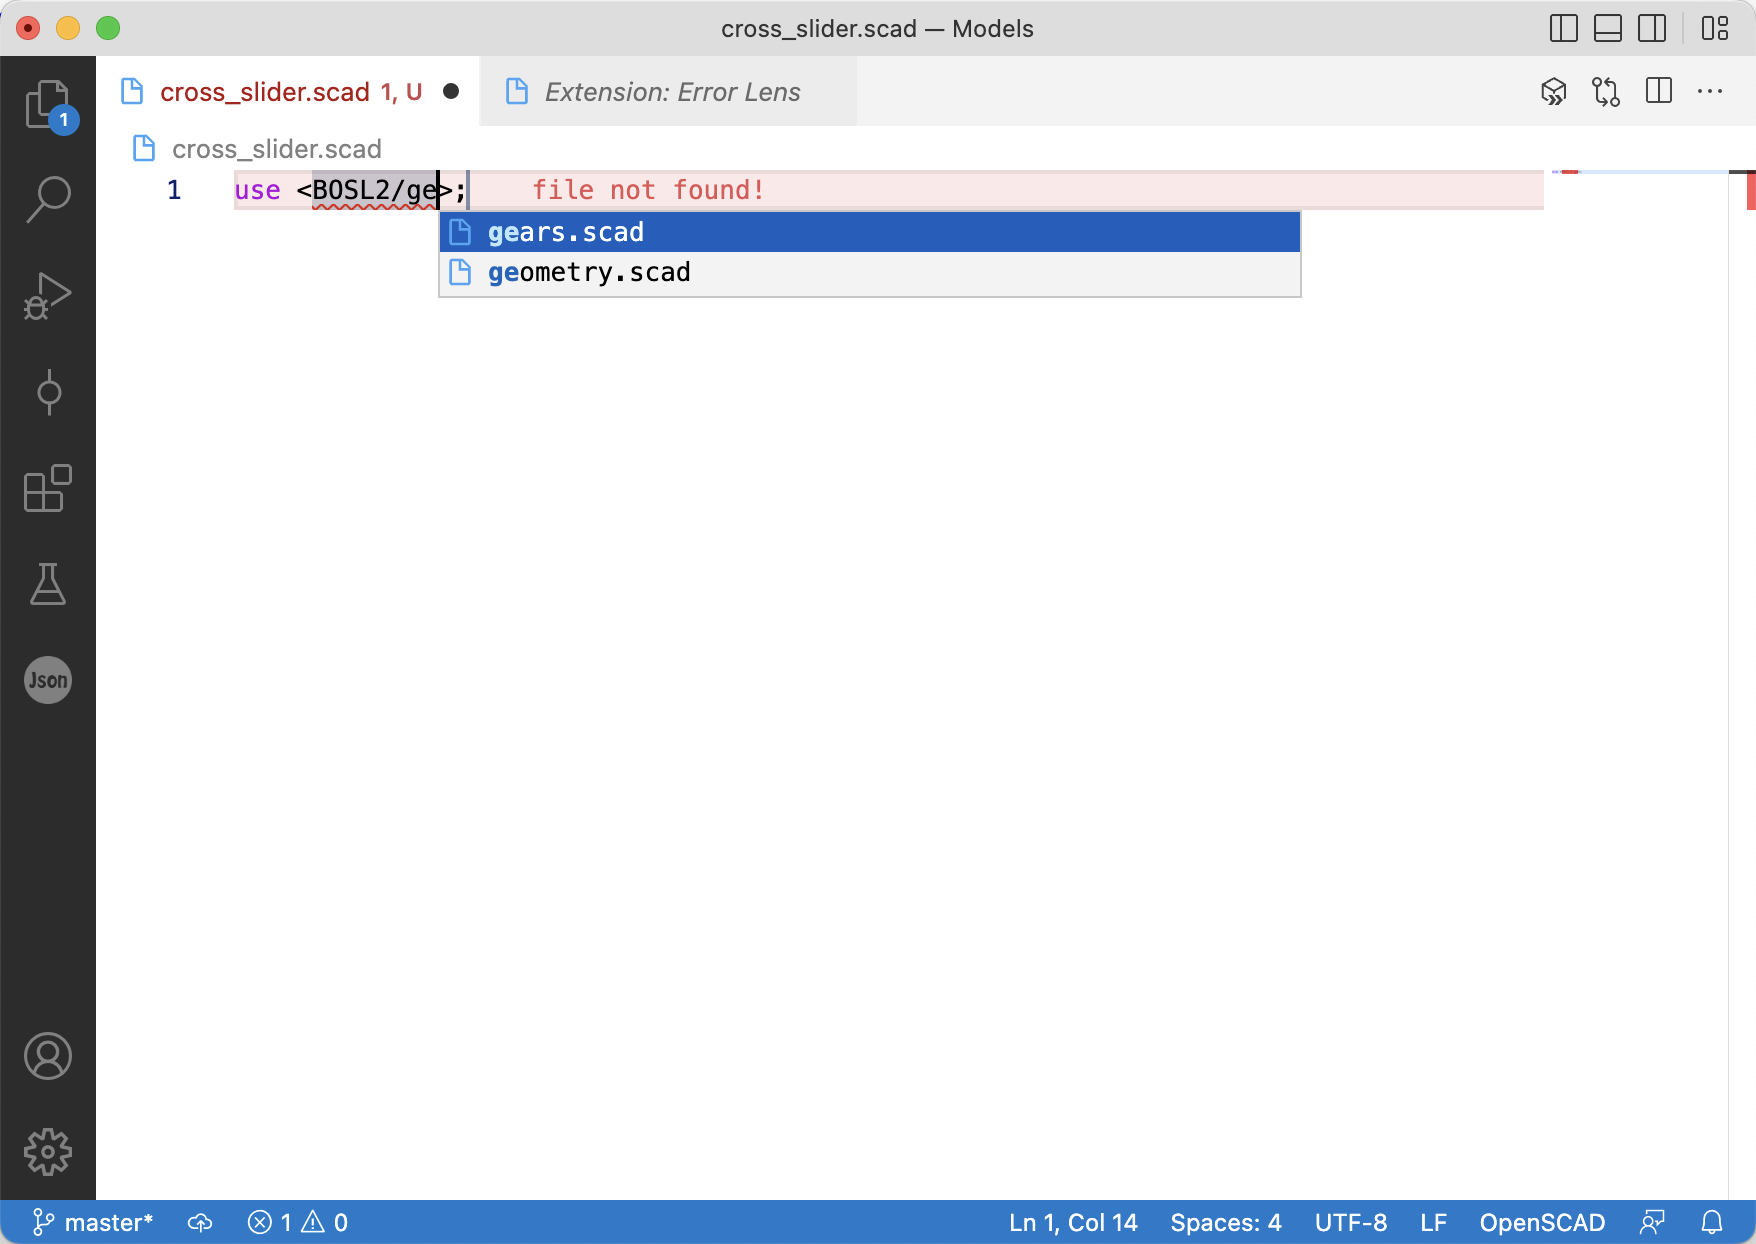 cross_slider.scad — Models
cross_slider.scad 1, U
Extension: Error Lens
1
cross_slider.scad
1 use <BOSL2/ge>; file not found!
gears.scad
geometry.scad
Json
master* 1 0 Ln 1, Col 14 Spaces: 4 UTF-8 LF OpenSCAD